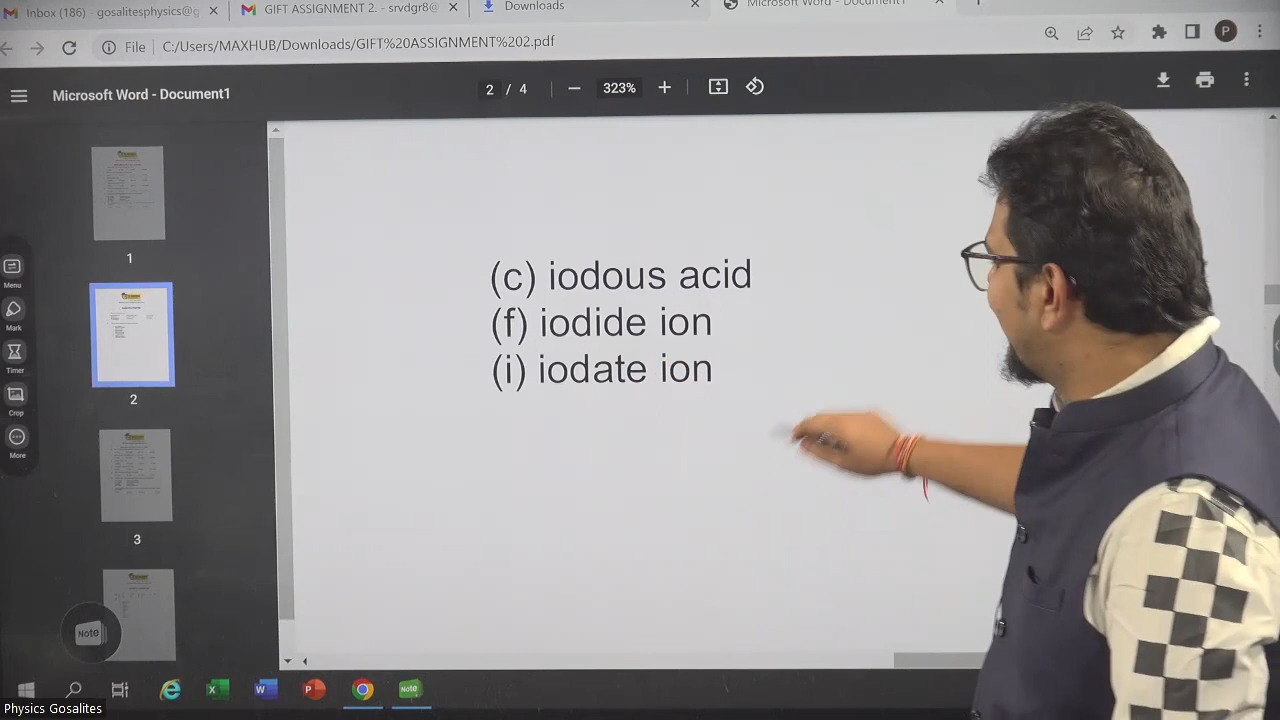 Inbox (186) - gosalitesphysics@g
GIFT ASSIGNMENT 2. - srvdgr8@
Downloads
Microsoft Word - Document1
File
C:/Users/MAXHUB/Downloads/GIFT%20ASSIGNMENT%202.pdf
P
Microsoft Word - Document1
2 / 4
323%
(c) iodous acid
(f) iodide ion
(i) iodate ion
1
2
3
Menu
Mark
Timer
Crop
More
Note
Note
Physics Gosalites